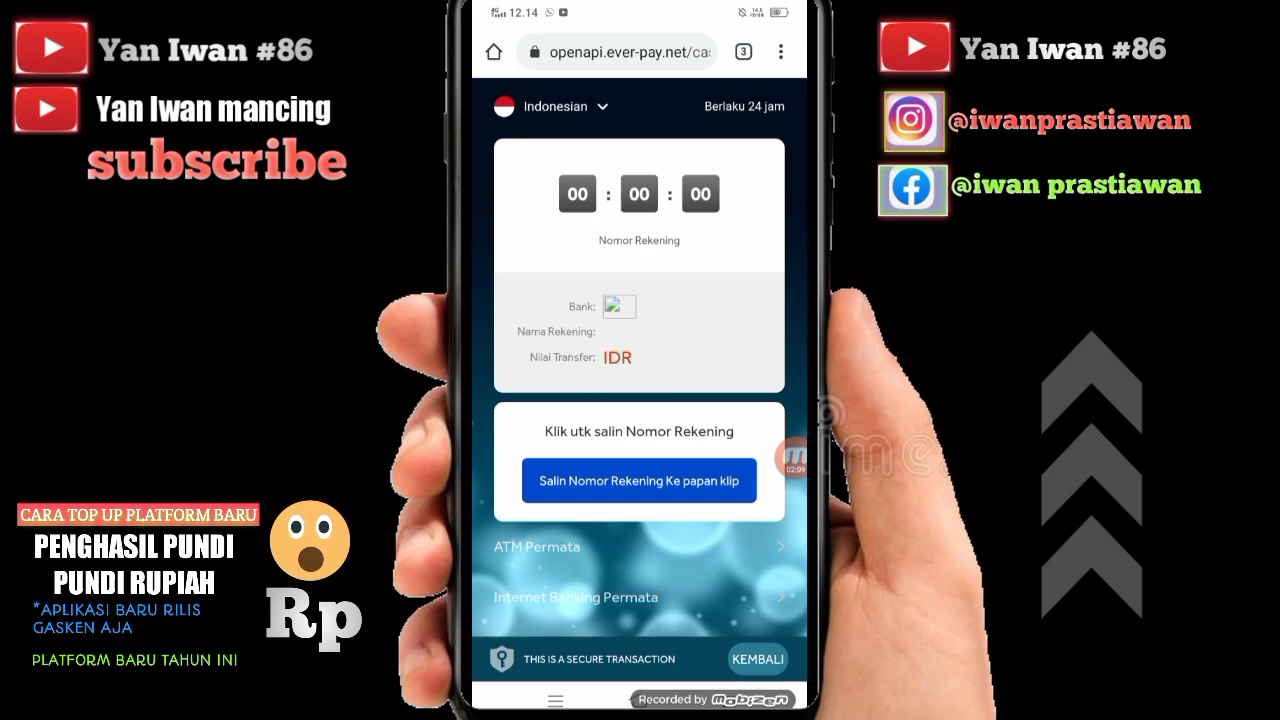 Yan Iwan #86
Yan Iwan mancing
subscribe
CARA TOP UP PLATFORM BARU
PENGHASIL PUNDI
PUNDI RUPIAH
*APLIKASI BARU RILIS
GASKEN AJA
PLATFORM BARU TAHUN INI
Rp
4G 12.14
openapi.ever-pay.net/ca
3
Indonesian
Berlaku 24 jam
00 : 00 : 00
Nomor Rekening
Bank:
Nama Rekening:
Nilai Transfer: IDR
Klik utk salin Nomor Rekening
Salin Nomor Rekening Ke papan klip
02:09
ATM Permata
Internet Banking Permata
THIS IS A SECURE TRANSACTION
KEMBALI
Recorded by Mobizen
Yan Iwan #86
@iwanprastiawan
@iwan prastiawan